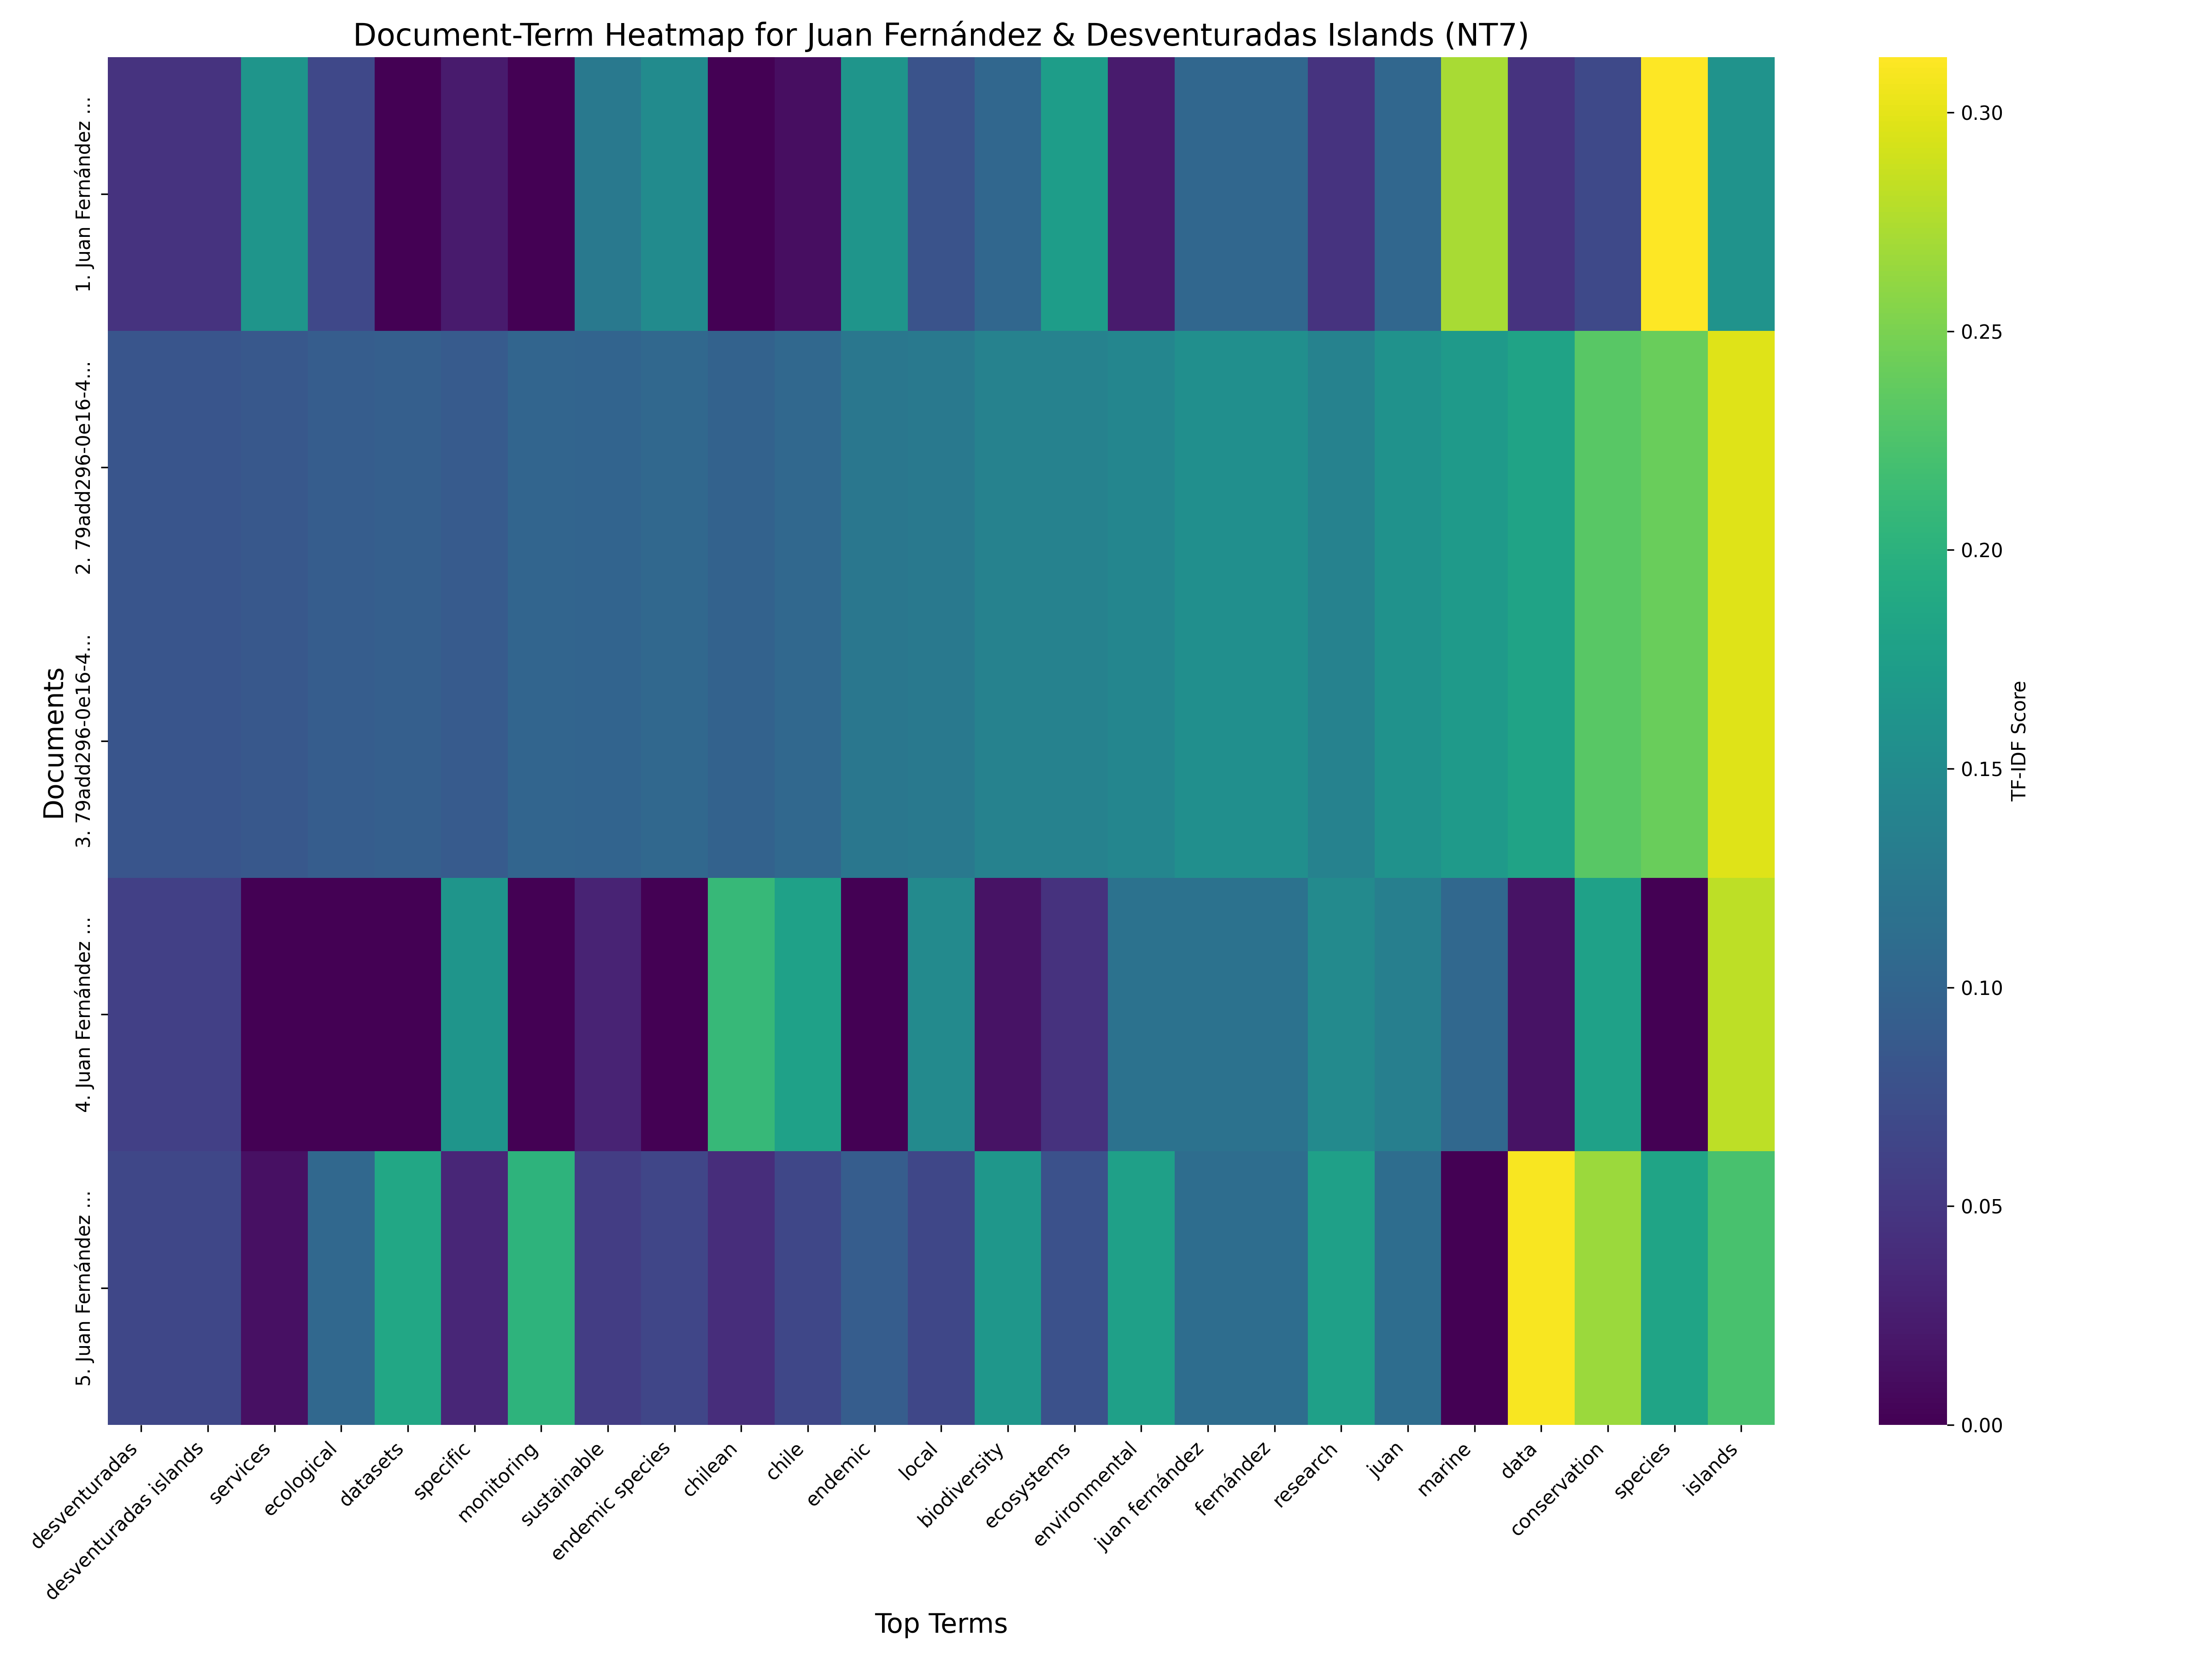 Document-Term Heatmap for Juan Fernández & Desventuradas Islands (NT7)
Documents
1. Juan Fernández ...
2. 79add296-0e16-4...
3. 79add296-0e16-4...
4. Juan Fernández ...
5. Juan Fernández ...
desventuradas
desventuradas islands
services
ecological
datasets
specific
monitoring
sustainable
endemic species
chilean
chile
endemic
local
biodiversity
ecosystems
environmental
juan fernández
fernández
research
juan
marine
data
conservation
species
islands
Top Terms
0.30
0.25
0.20
0.15
0.10
0.05
0.00
TF-IDF Score